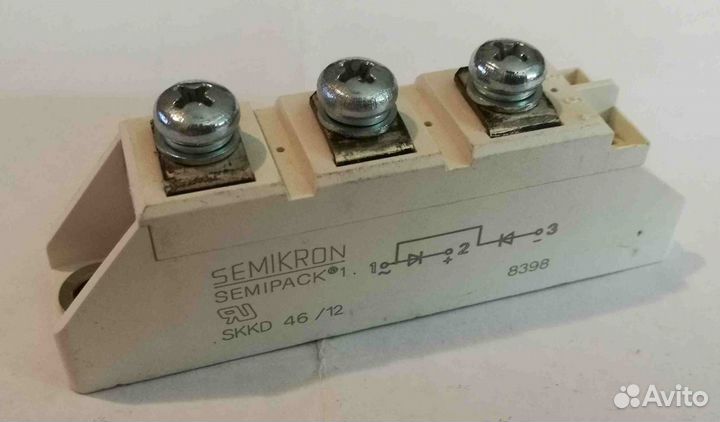 SEMIKRON
SEMIPACK®1.
1 ~ 2 + 3 -
SKKD 46/12
8398
Avito